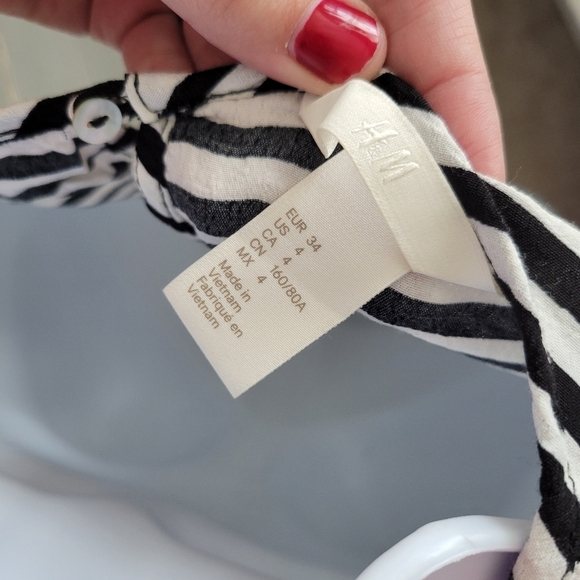 H&M
EUR 34
US 4
CA 4
CN 160/80A
MX 4
Made in
Vietnam
Fabriqué en
Vietnam